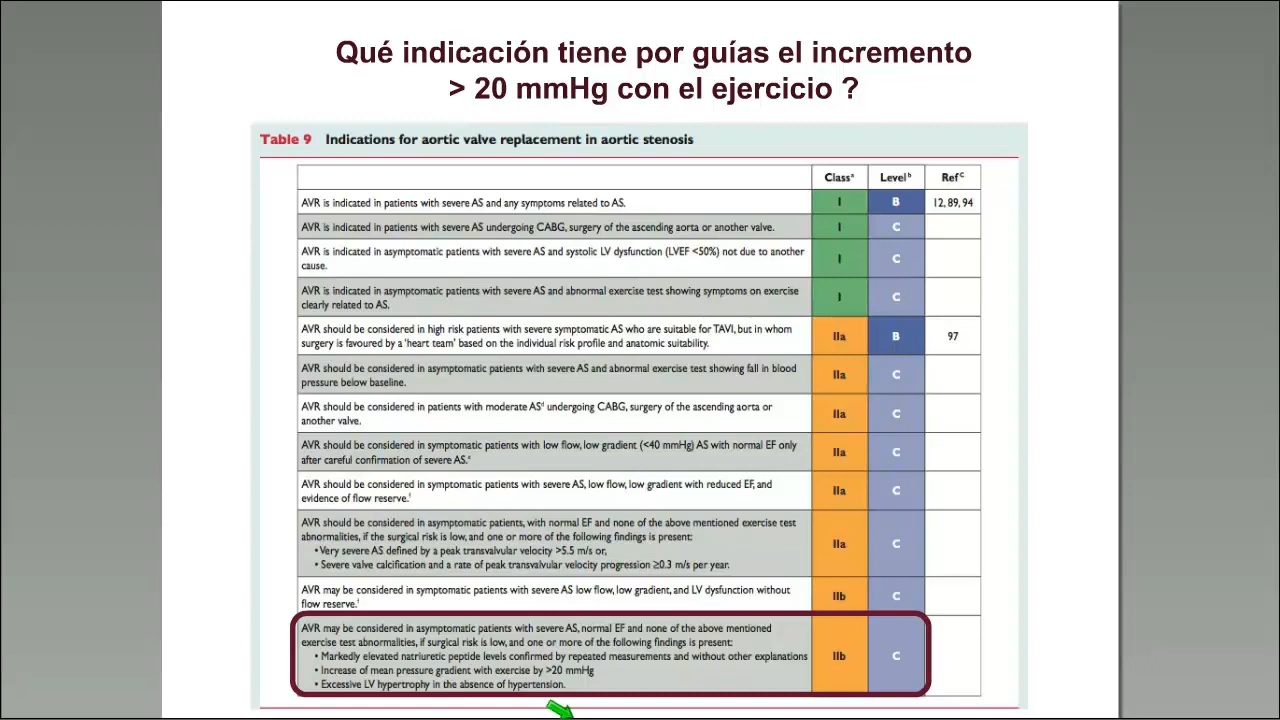 Qué indicación tiene por guías el incremento
> 20 mmHg con el ejercicio ?
Table 9 Indications for aortic valve replacement in aortic stenosis
Classᵃ Levelᵇ Refᶜ
AVR is indicated in patients with severe AS and any symptoms related to AS. I B 12, 89, 94
AVR is indicated in patients with severe AS undergoing CABG, surgery of the ascending aorta or another valve. I C
AVR is indicated in asymptomatic patients with severe AS and systolic LV dysfunction (LVEF <50%) not due to another
cause. I C
AVR is indicated in asymptomatic patients with severe AS and abnormal exercise test showing symptoms on exercise
clearly related to AS. I C
AVR should be considered in high risk patients with severe symptomatic AS who are suitable for TAVI, but in whom
surgery is favoured by a 'heart team' based on the individual risk profile and anatomic suitability. IIa B 97
AVR should be considered in asymptomatic patients with severe AS and abnormal exercise test showing fall in blood
pressure below baseline. IIa C
AVR should be considered in patients with moderate ASᵈ undergoing CABG, surgery of the ascending aorta or
another valve. IIa C
AVR should be considered in symptomatic patients with low flow, low gradient (<40 mmHg) AS with normal EF only
after careful confirmation of severe AS.ᵉ IIa C
AVR should be considered in symptomatic patients with severe AS, low flow, low gradient with reduced EF, and
evidence of flow reserve.ᶠ IIa C
AVR should be considered in asymptomatic patients, with normal EF and none of the above mentioned exercise test
abnormalities, if the surgical risk is low, and one or more of the following findings is present:
• Very severe AS defined by a peak transvalvular velocity >5.5 m/s or,
• Severe valve calcification and a rate of peak transvalvular velocity progression ≥0.3 m/s per year. IIa C
AVR may be considered in symptomatic patients with severe AS low flow, low gradient, and LV dysfunction without
flow reserve.ᶠ IIb C
AVR may be considered in asymptomatic patients with severe AS, normal EF and none of the above mentioned
exercise test abnormalities, if surgical risk is low, and one or more of the following findings is present:
• Markedly elevated natriuretic peptide levels confirmed by repeated measurements and without other explanations
• Increase of mean pressure gradient with exercise by >20 mmHg
• Excessive LV hypertrophy in the absence of hypertension. IIb C